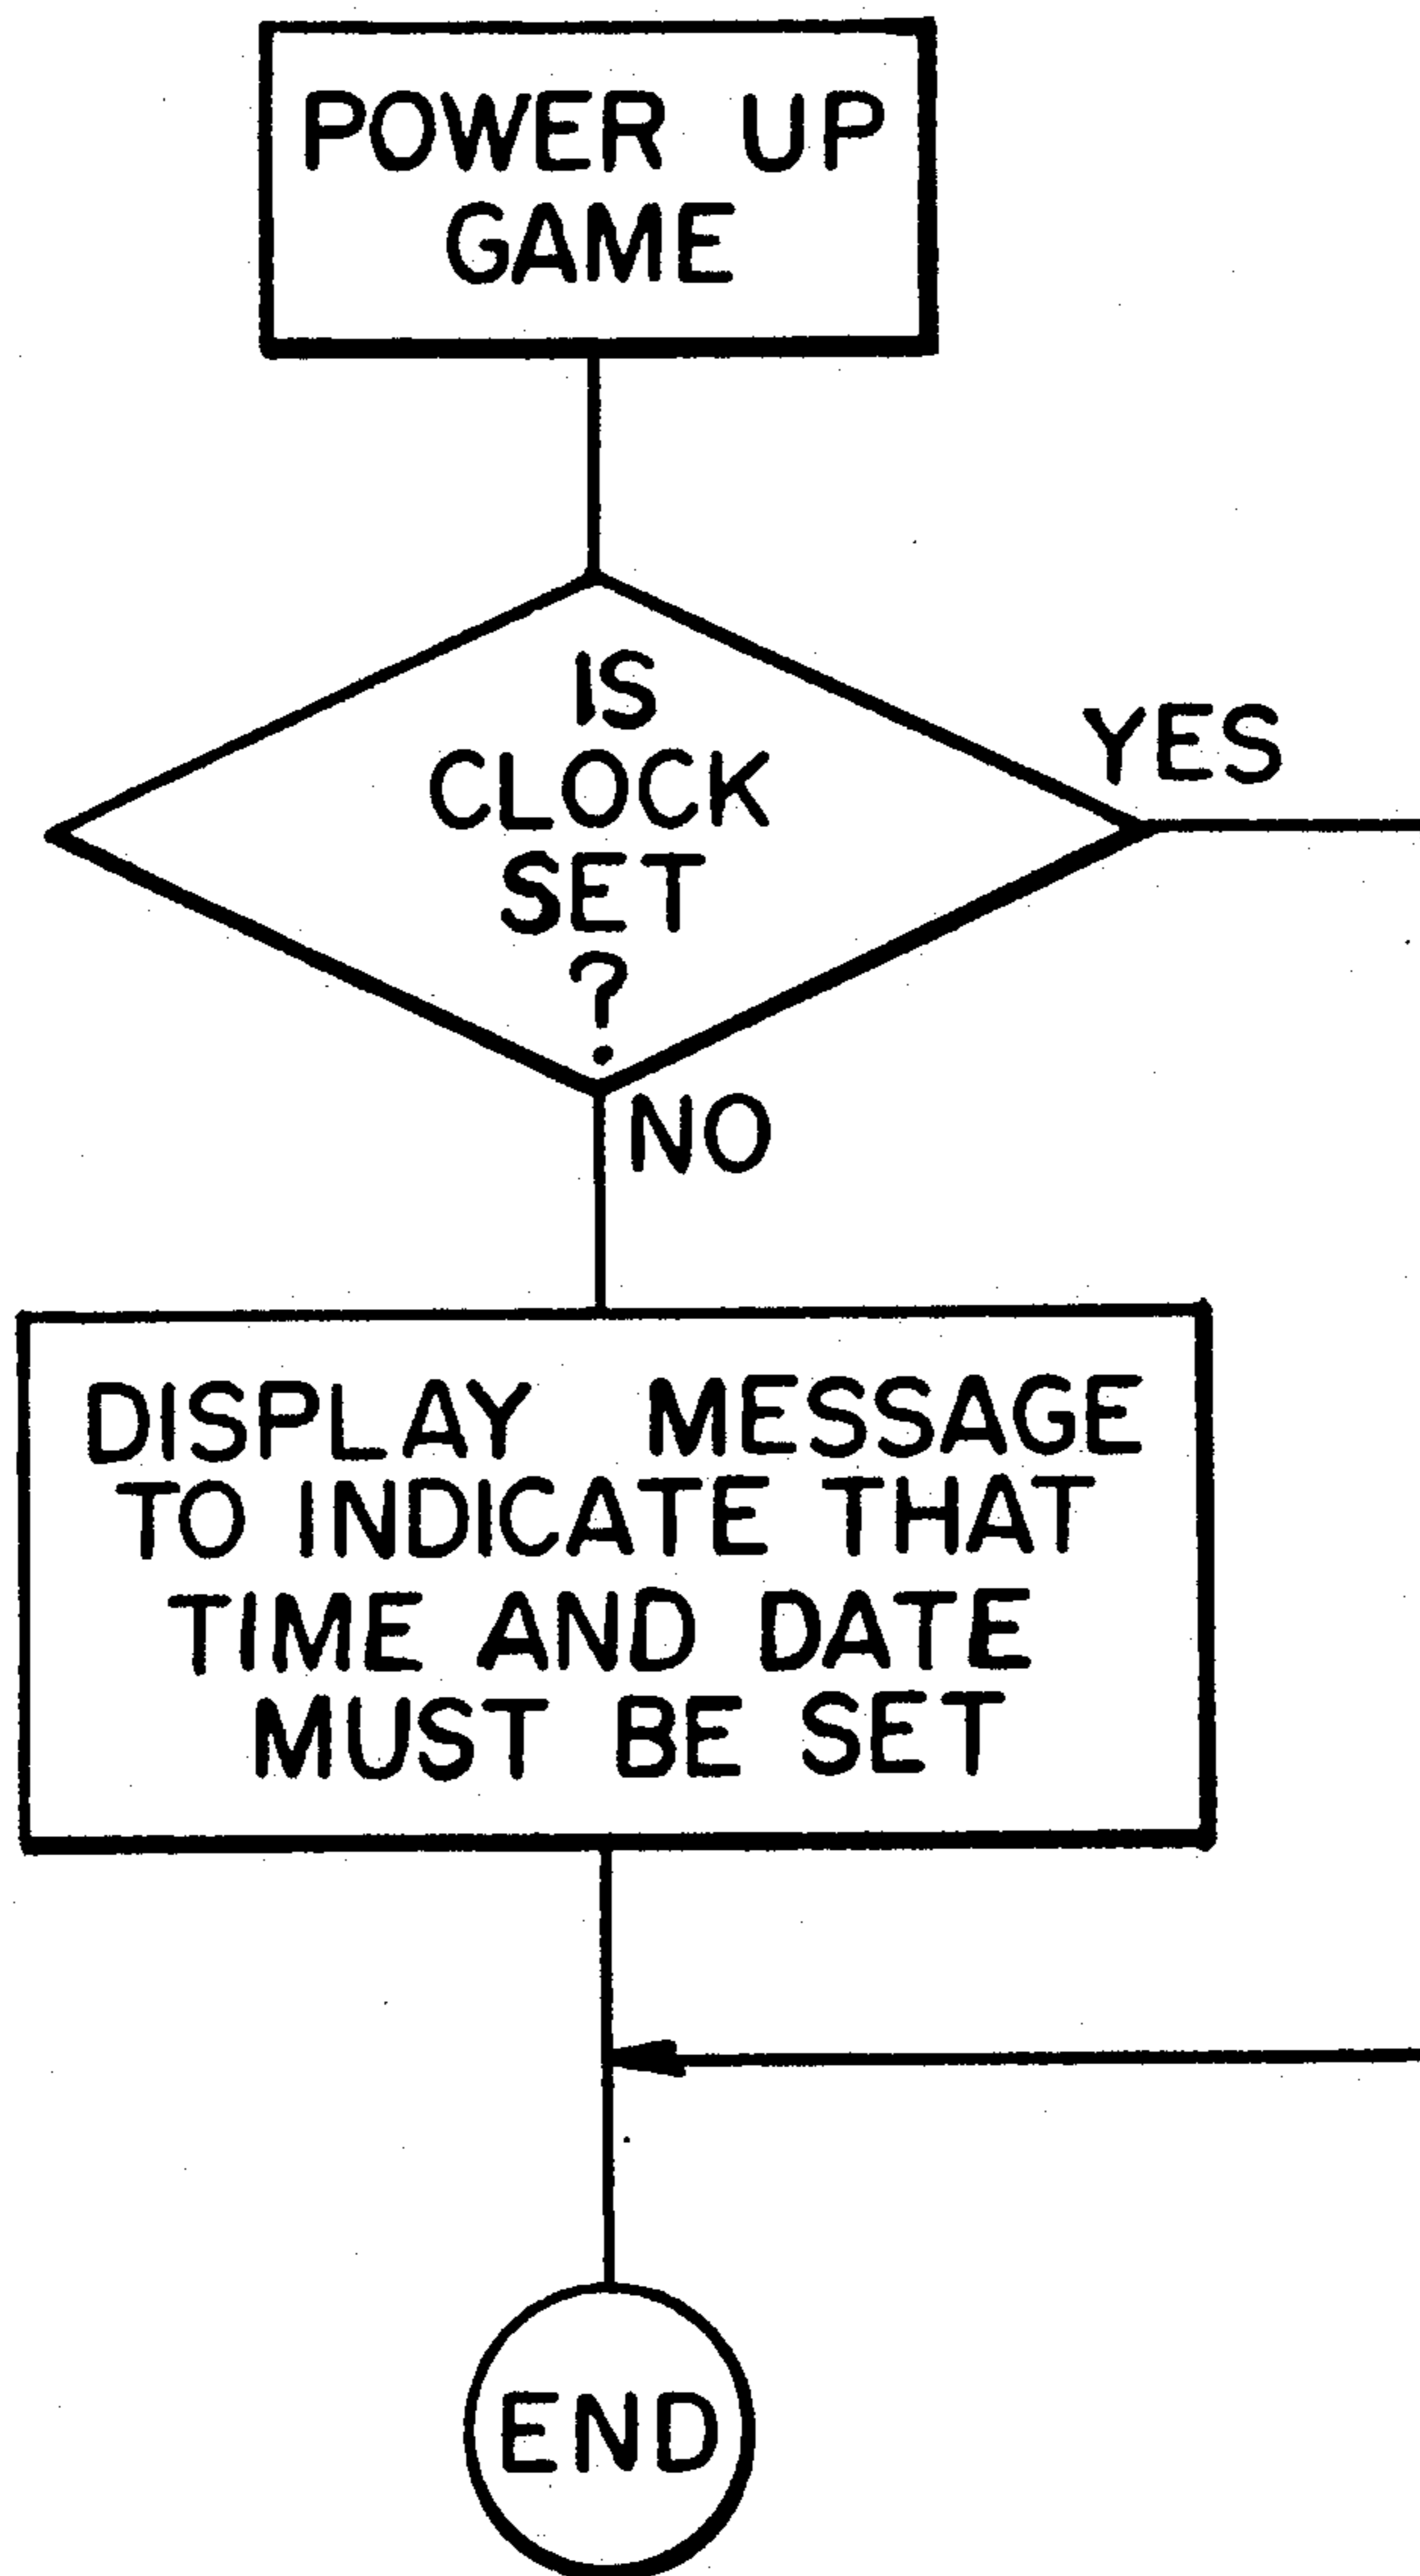 POWER UP
GAME
IS
CLOCK
SET
?
YES
NO
DISPLAY MESSAGE
TO INDICATE THAT
TIME AND DATE
MUST BE SET
END